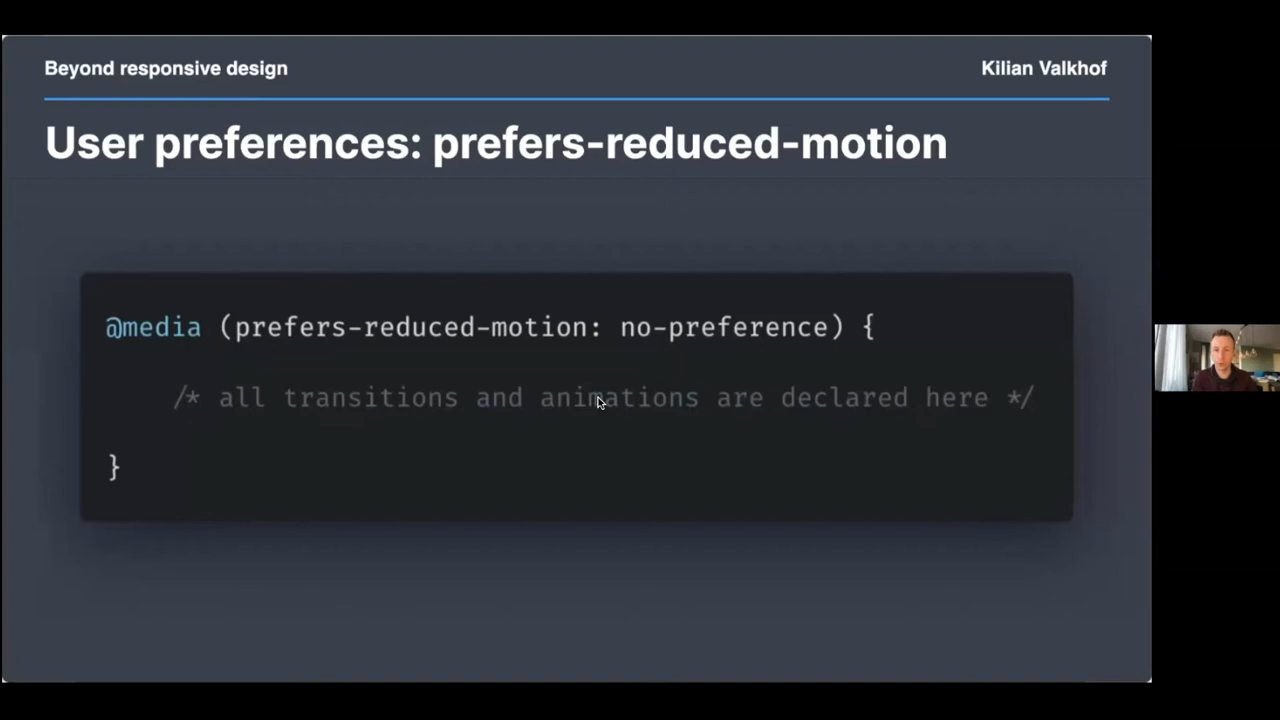 Beyond responsive design
Kilian Valkhof
User preferences: prefers-reduced-motion
@media (prefers-reduced-motion: no-preference) {
/* all transitions and animations are declared here */
}